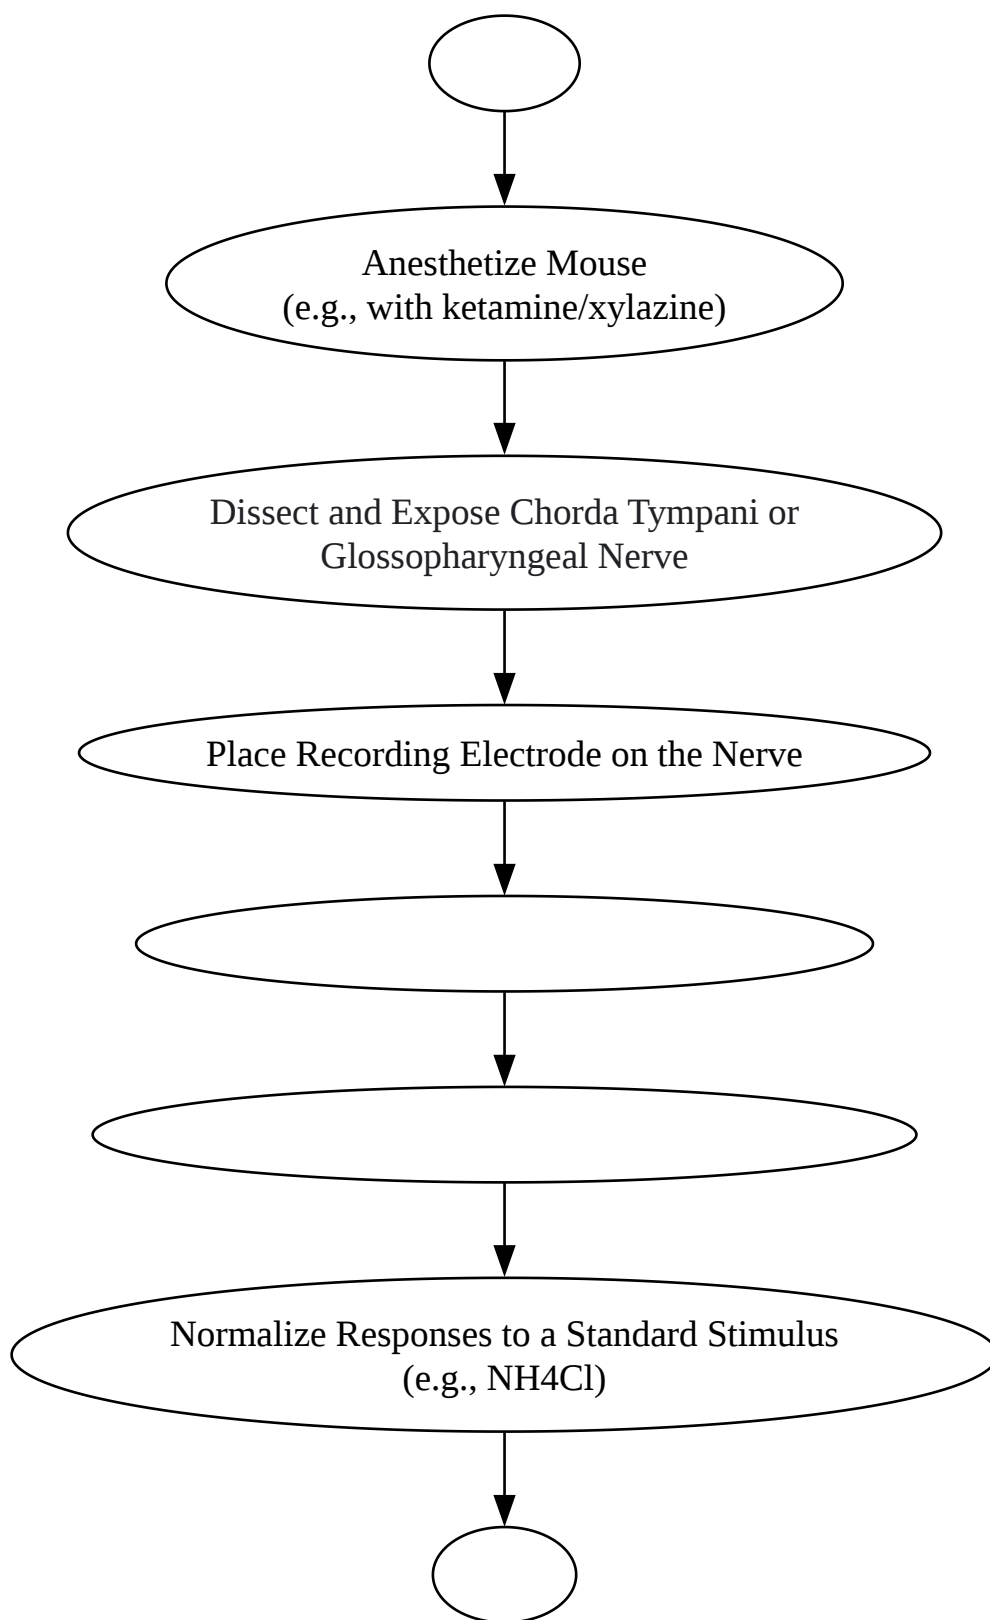 Anesthetize Mouse
(e.g., with ketamine/xylazine)
Dissect and Expose Chorda Tympani or
Glossopharyngeal Nerve
Place Recording Electrode on the Nerve
Normalize Responses to a Standard Stimulus
(e.g., NH4Cl)